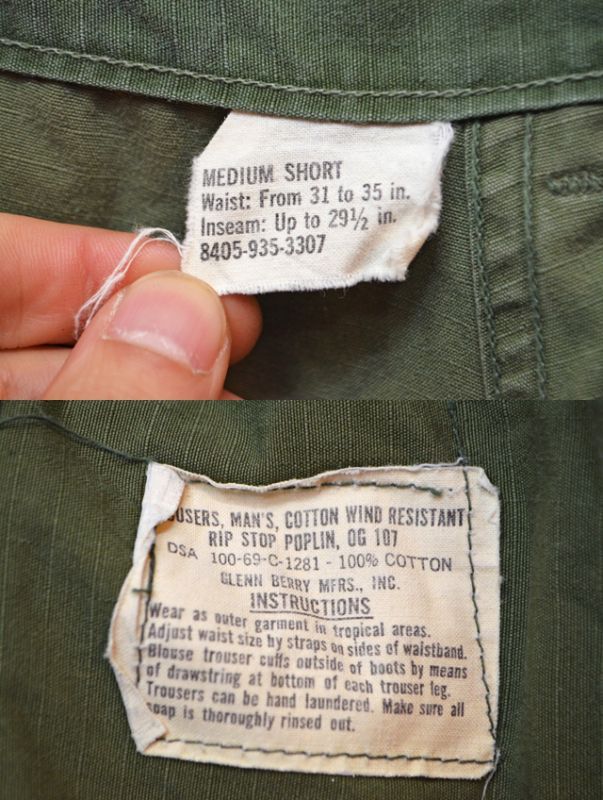 MEDIUM SHORT
Waist: From 31 to 35 in.
Inseam: Up to 29½ in.
8405-935-3307
OUSERS, MAN'S, COTTON WIND RESISTANT
RIP STOP POPLIN, OG 107
DSA 100-69-C-1281 - 100% COTTON
GLENN BERRY MFRS., INC.
INSTRUCTIONS
Wear as outer garment in tropical areas.
Adjust waist size by straps on sides of waistband.
Blouse trouser cuffs outside of boots by means
of drawstring at bottom of each trouser leg.
Trousers can be hand laundered. Make sure all
oap is thoroughly rinsed out.